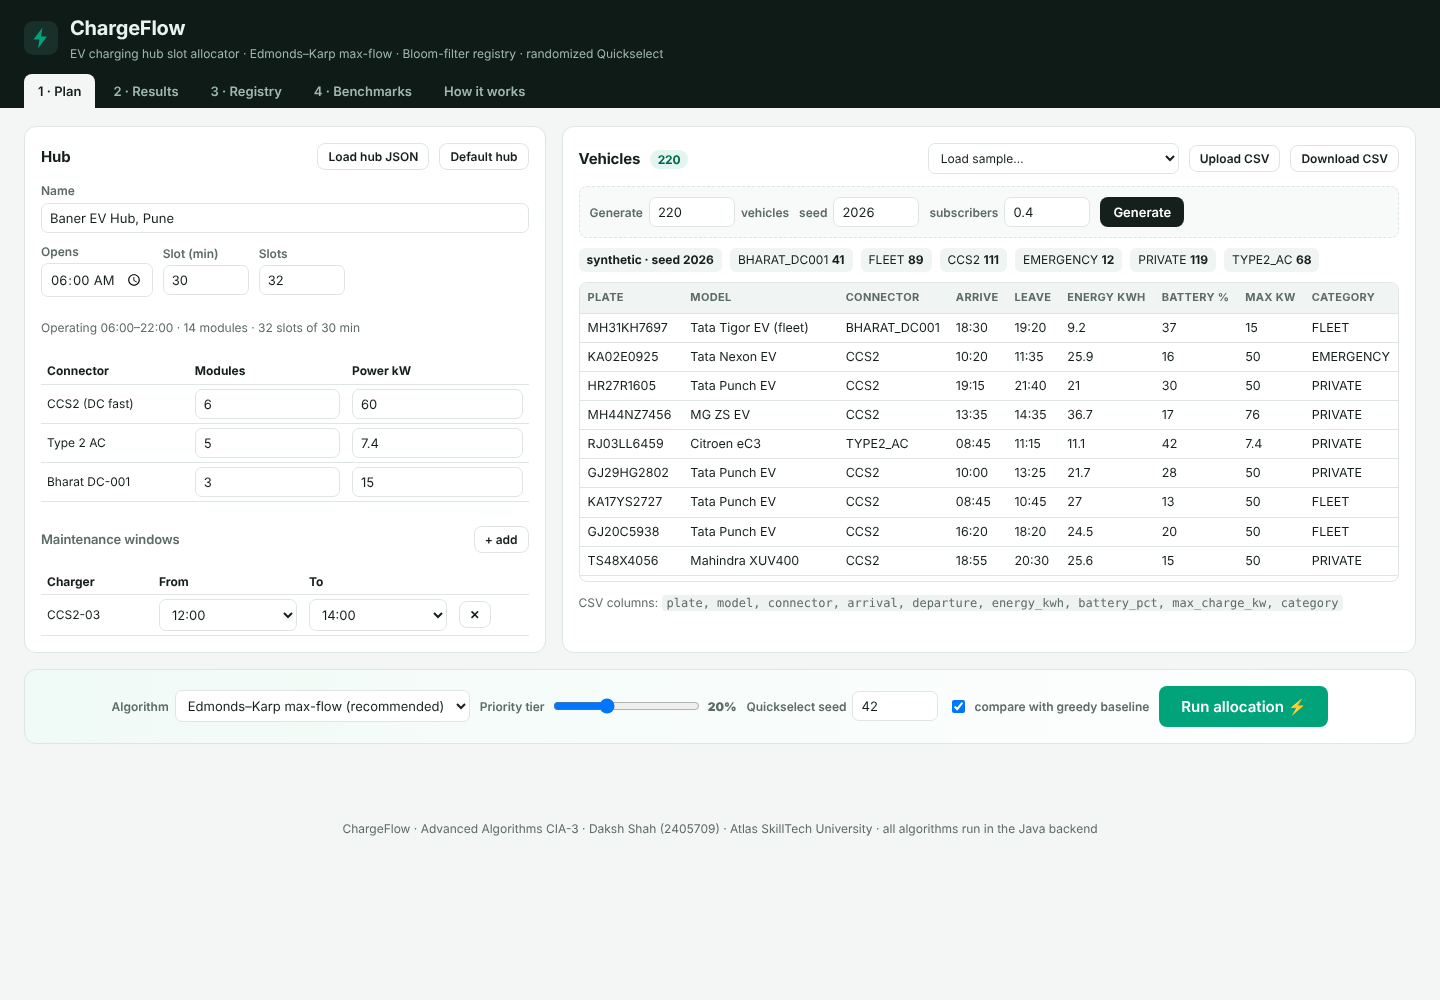 ChargeFlow
EV charging hub slot allocator · Edmonds–Karp max-flow · Bloom-filter registry · randomized Quickselect
1 · Plan
2 · Results
3 · Registry
4 · Benchmarks
How it works
Hub
Load hub JSON
Default hub
Name
Baner EV Hub, Pune
Opens Slot (min) Slots
06:00 AM 30 32
Operating 06:00–22:00 · 14 modules · 32 slots of 30 min
Connector Modules Power kW
CCS2 (DC fast) 6 60
Type 2 AC 5 7.4
Bharat DC-001 3 15
Maintenance windows
+ add
Charger From To
CCS2-03 12:00 14:00 ×
Vehicles 220
Load sample...
Upload CSV
Download CSV
Generate 220 vehicles seed 2026 subscribers 0.4 Generate
synthetic · seed 2026 BHARAT_DC001 41 FLEET 89 CCS2 111 EMERGENCY 12 PRIVATE 119 TYPE2_AC 68
PLATE MODEL CONNECTOR ARRIVE LEAVE ENERGY KWH BATTERY % MAX KW CATEGORY
MH31KH7697 Tata Tigor EV (fleet) BHARAT_DC001 18:30 19:20 9.2 37 15 FLEET
KA02E0925 Tata Nexon EV CCS2 10:20 11:35 25.9 16 50 EMERGENCY
HR27R1605 Tata Punch EV CCS2 19:15 21:40 21 30 50 PRIVATE
MH44NZ7456 MG ZS EV CCS2 13:35 14:35 36.7 17 76 PRIVATE
RJ03LL6459 Citroen eC3 TYPE2_AC 08:45 11:15 11.1 42 7.4 PRIVATE
GJ29HG2802 Tata Punch EV CCS2 10:00 13:25 21.7 28 50 PRIVATE
KA17YS2727 Tata Punch EV CCS2 08:45 10:45 27 13 50 FLEET
GJ20C5938 Tata Punch EV CCS2 16:20 18:20 24.5 20 50 FLEET
TS48X4056 Mahindra XUV400 CCS2 18:55 20:30 25.6 15 50 PRIVATE
CSV columns: plate, model, connector, arrival, departure, energy_kwh, battery_pct, max_charge_kw, category
Algorithm Edmonds–Karp max-flow (recommended) Priority tier 20% Quickselect seed 42 compare with greedy baseline Run allocation ⚡
ChargeFlow · Advanced Algorithms CIA-3 · Daksh Shah (2405709) · Atlas SkillTech University · all algorithms run in the Java backend